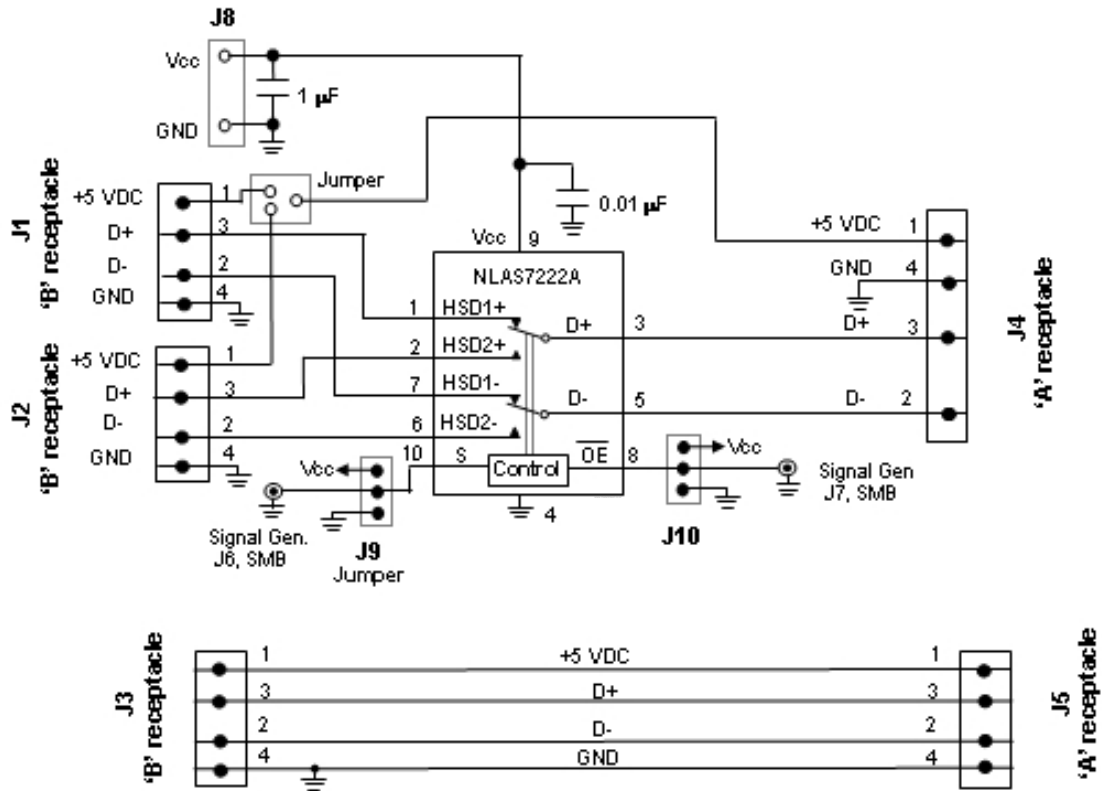 J8
Vcc
1 µF
GND
Jumper
J1
'B' receptacle
+5 VDC
1
D+
3
D-
2
GND
4
0.01 µF
Vcc 9
NLAS7222A
1
HSD1+
D+
3
2
HSD2+
7
HSD1-
D-
5
6
HSD2-
10
S
Control
OE
8
4
J2
'B' receptacle
+5 VDC
1
D+
3
D-
2
GND
4
Vcc
Signal Gen.
J6, SMB
J9
Jumper
Vcc
J10
Signal Gen
J7, SMB
+5 VDC
1
GND
4
D+
3
D-
2
J4
'A' receptacle
J3
'B' receptacle
1
+5 VDC
1
3
D+
3
2
D-
2
4
GND
4
J5
'A' receptacle